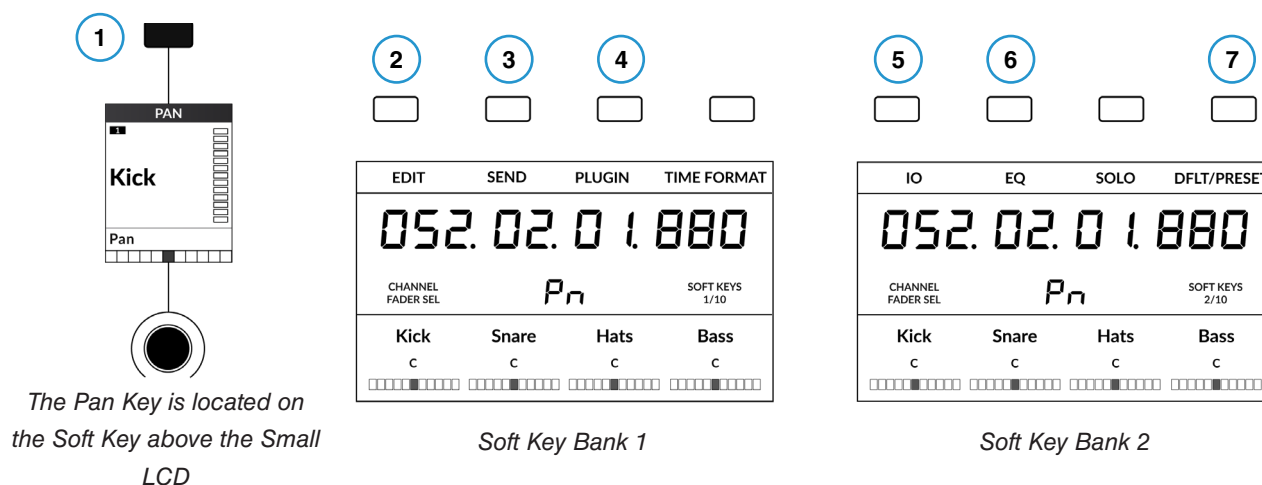 1
PAN
1
Kick
Pan
The Pan Key is located on
the Soft Key above the Small
LCD
2 3 4
EDIT SEND PLUGIN TIME FORMAT
052. 02. 01. 880
CHANNEL
FADER SEL
Pn
SOFT KEYS
1/10
Kick Snare Hats Bass
C C C C
Soft Key Bank 1
5 6 7
IO EQ SOLO DFLT/PRESET
052. 02. 01. 880
CHANNEL
FADER SEL
Pn
SOFT KEYS
2/10
Kick Snare Hats Bass
C C C C
Soft Key Bank 2